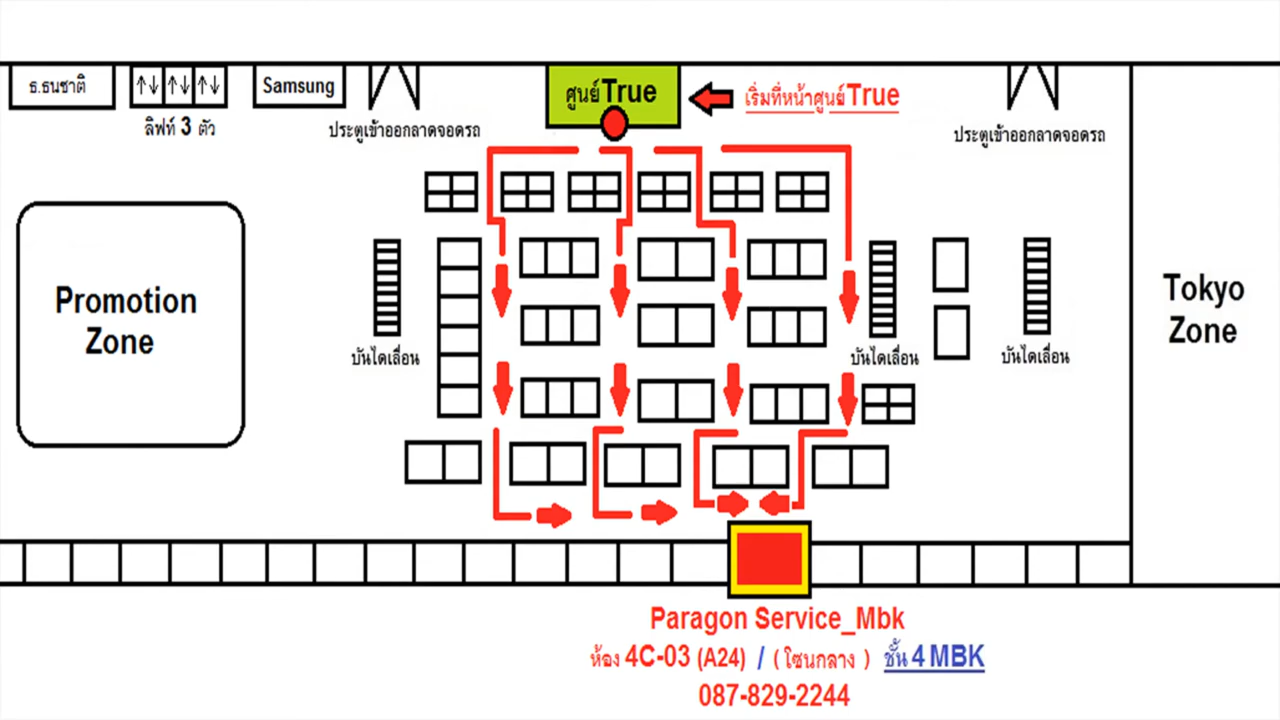 ธ.ธนชาติ
ลิฟท์ 3 ตัว
Samsung
ประตูเข้าออกลาดจอดรถ
ศูนย์True
เริ่มที่หน้าศูนย์True
ประตูเข้าออกลาดจอดรถ
Promotion
Zone
บันไดเลื่อน
บันไดเลื่อน
บันไดเลื่อน
Tokyo
Zone
Paragon Service_Mbk
ห้อง 4C-03 (A24) / ( โซนกลาง ) ชั้น 4 MBK
087-829-2244